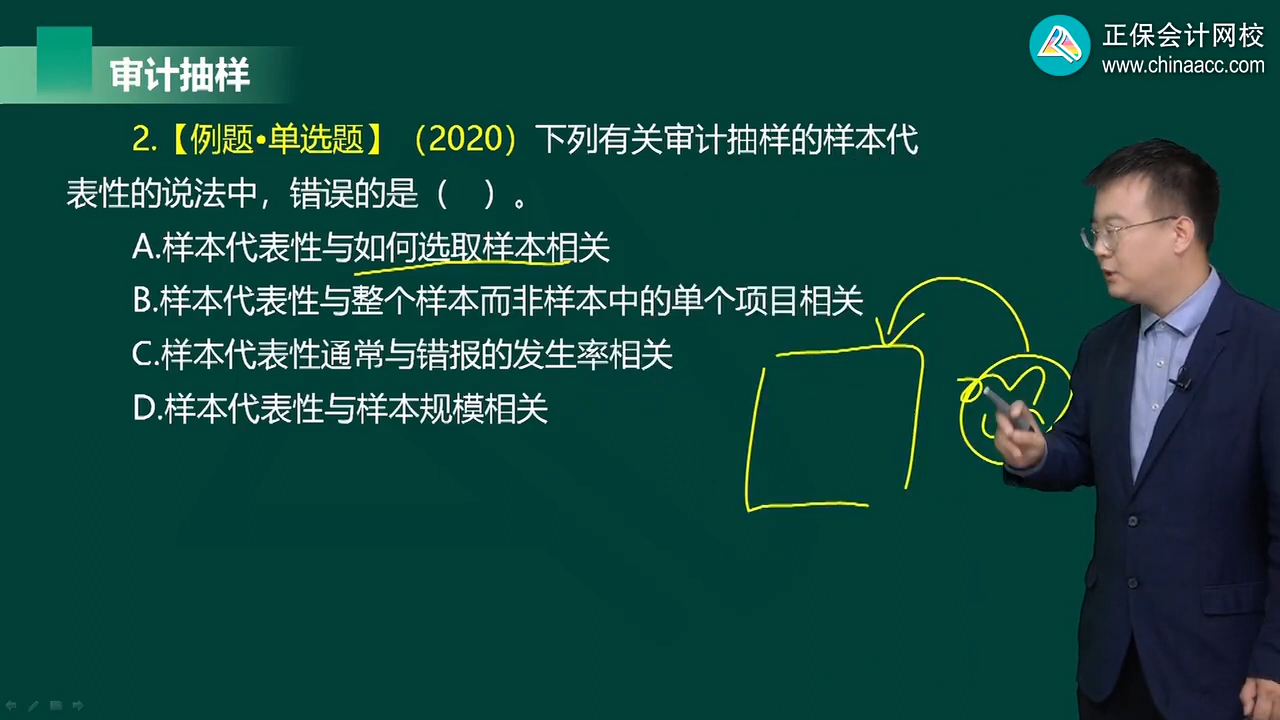 正保会计网校
www.chinaacc.com
审计抽样
2.【例题•单选题】（2020）下列有关审计抽样的样本代
表性的说法中，错误的是（　）。
A.样本代表性与如何选取样本相关
B.样本代表性与整个样本而非样本中的单个项目相关
C.样本代表性通常与错报的发生率相关
D.样本代表性与样本规模相关